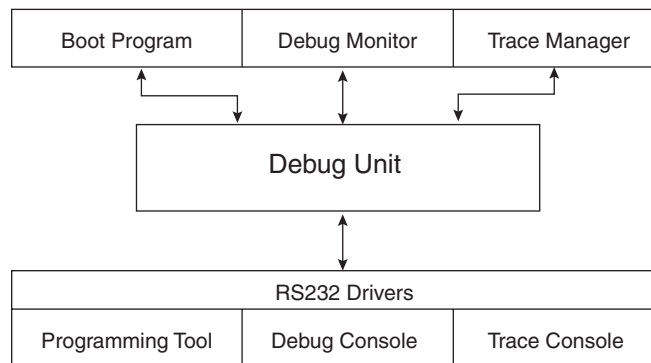 Boot Program Debug Monitor Trace Manager
Debug Unit
RS232 Drivers
Programming Tool Debug Console Trace Console